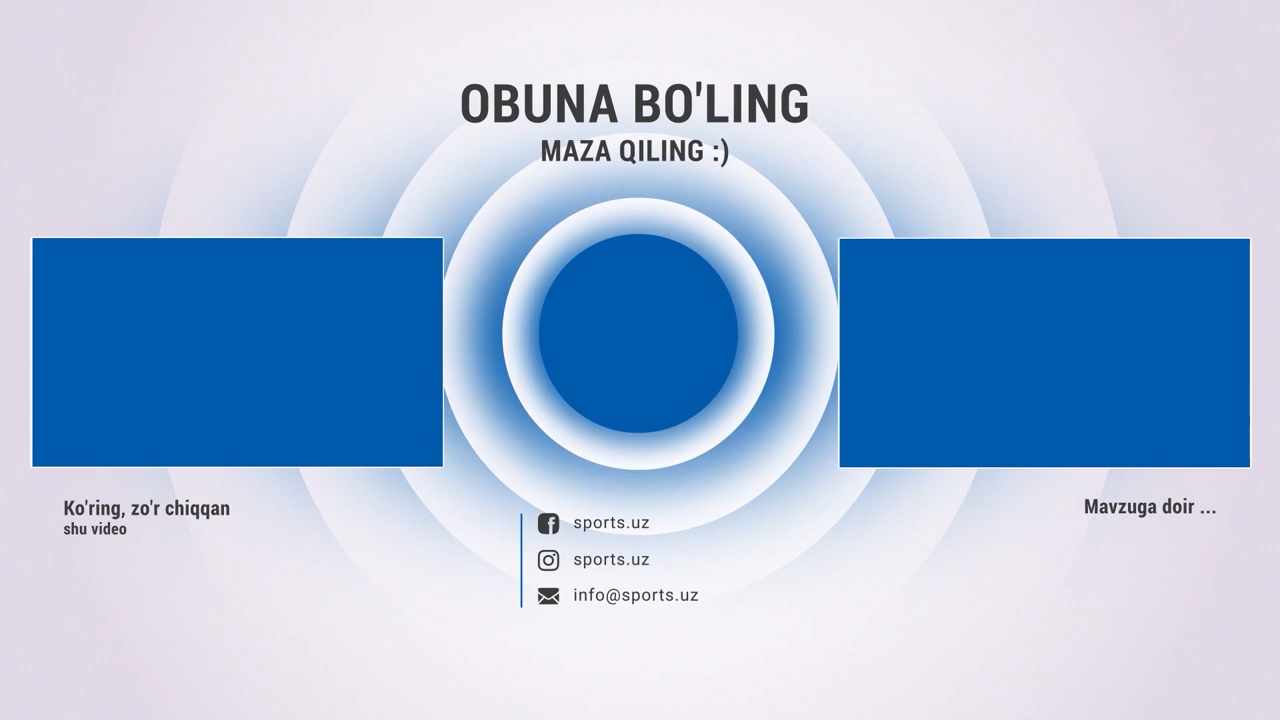 OBUNA BO'LING
MAZA QILING :)
Ko'ring, zo'r chiqqan
shu video
Mavzuga doir ...
sports.uz
sports.uz
info@sports.uz